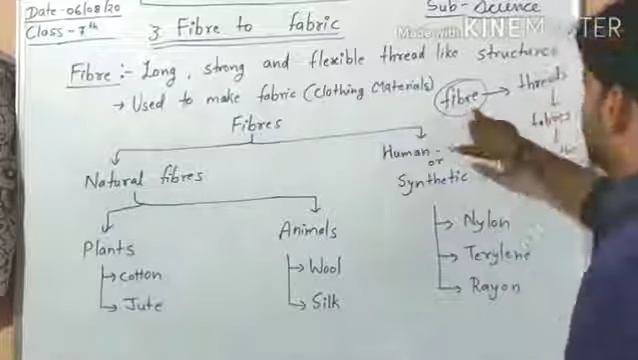 Date - 06/08/20
Sub - Science
Class - 7th
3 Fibre to fabric
Made with KINEMASTER
Fibre :- Long, strong and flexible thread like structure
→ Used to make fabric (Clothing Materials)
fibre → threads
↓
fabrics
Fibres
Natural fibres
Human -
or
Synthetic
Plants
→ Cotton
→ Jute
Animals
→ Wool
→ Silk
→ Nylon
→ Terylene
→ Rayon